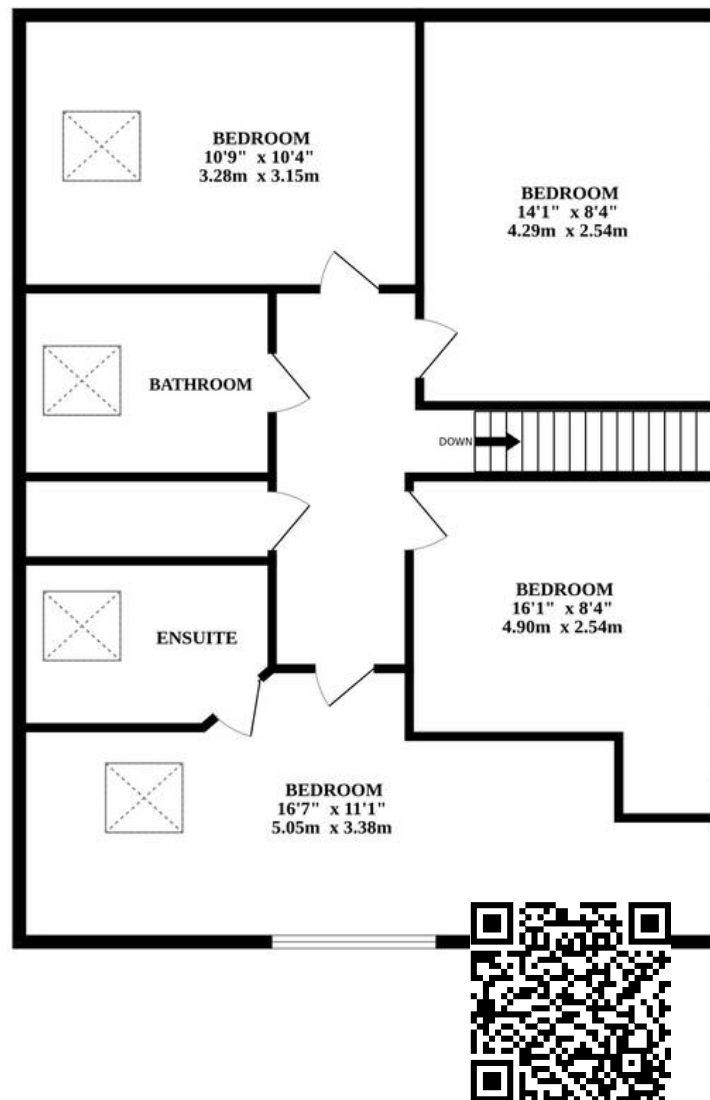 BEDROOM
10'9" x 10'4"
3.28m x 3.15m
BEDROOM
14'1" x 8'4"
4.29m x 2.54m
BATHROOM
DOWN
BEDROOM
16'1" x 8'4"
4.90m x 2.54m
ENSUITE
BEDROOM
16'7" x 11'1"
5.05m x 3.38m